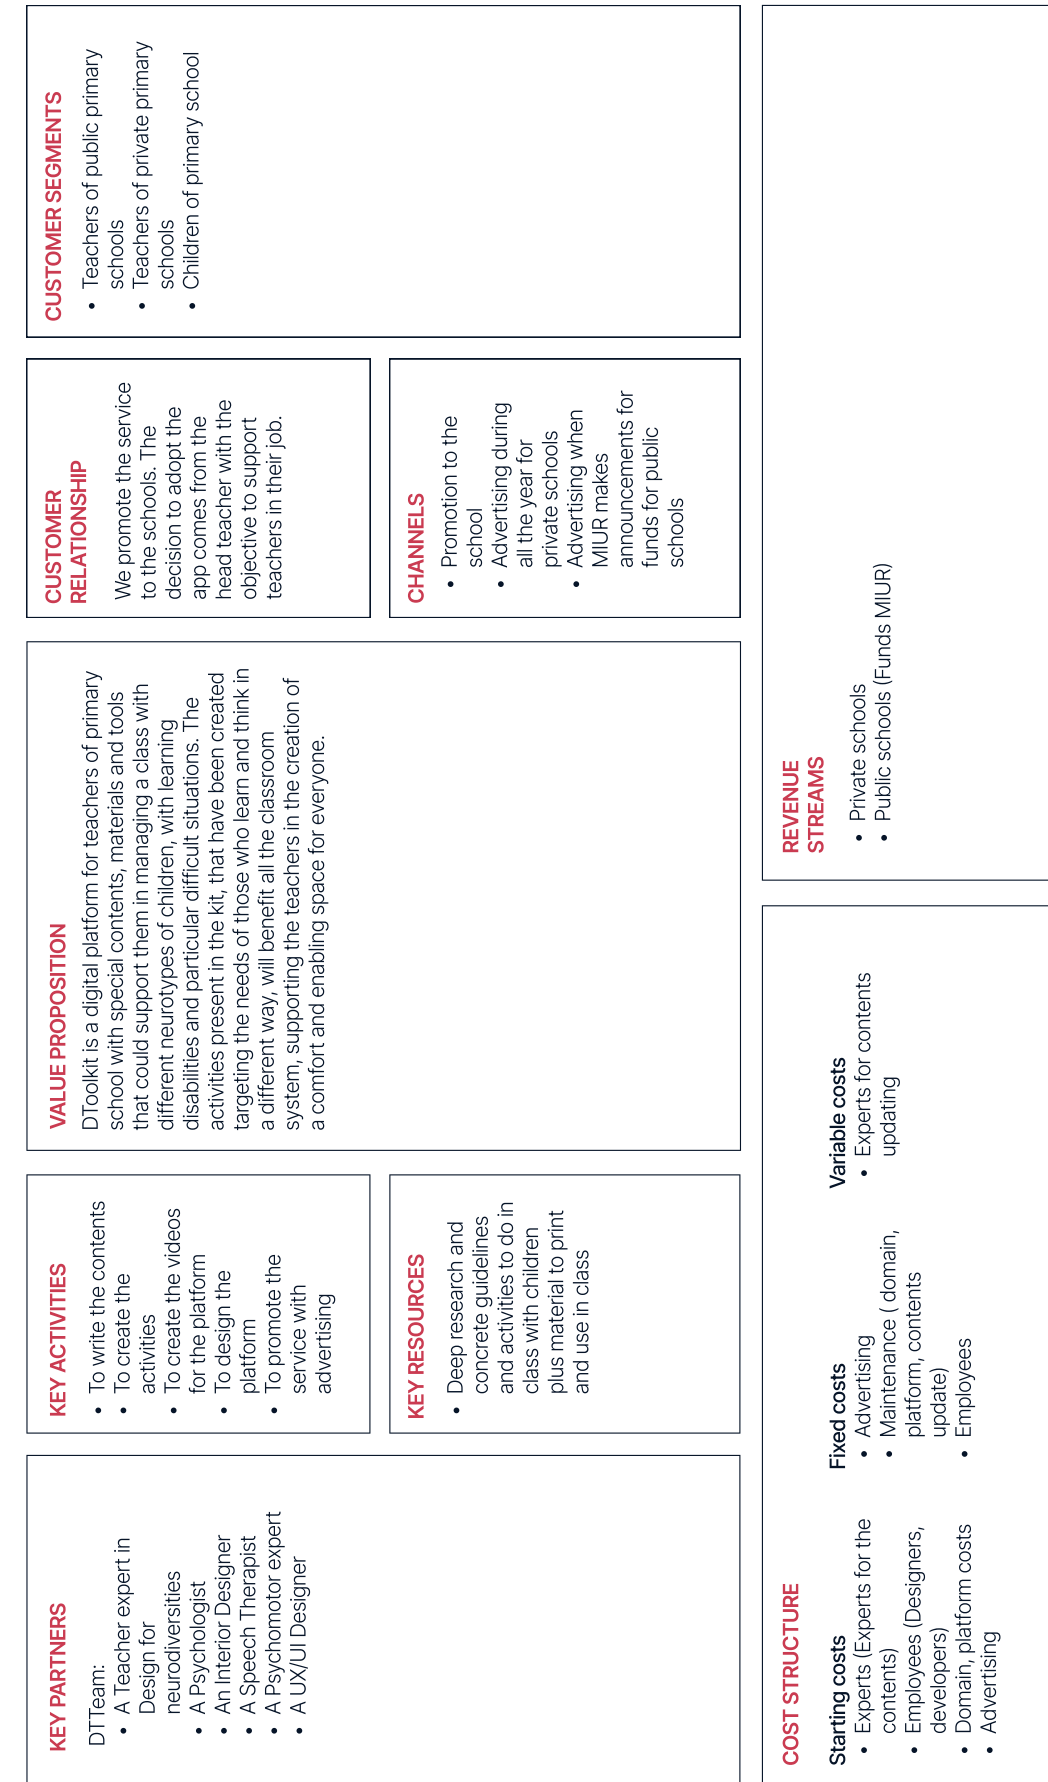 KEY PARTNERS
DTTeam:
• A Teacher expert in
Design for
neurodiversities
• A Psychologist
• An Interior Designer
• A Speech Therapist
• A Psychomotor expert
• A UX/UI Designer
KEY ACTIVITIES
• To write the contents
• To create the
activities
• To create the videos
for the platform
• To design the
platform
• To promote the
service with
advertising
KEY RESOURCES
• Deep research and
concrete guidelines
and activities to do in
class with children
plus material to print
and use in class
VALUE PROPOSITION
DToolkit is a digital platform for teachers of primary
school with special contents, materials and tools
that could support them in managing a class with
different neurotypes of children, with learning
disabilities and particular difficult situations. The
activities present in the kit, that have been created
targeting the needs of those who learn and think in
a different way, will benefit all the classroom
system, supporting the teachers in the creation of
a comfort and enabling space for everyone.
CUSTOMER
RELATIONSHIP
We promote the service
to the schools. The
decision to adopt the
app comes from the
head teacher with the
objective to support
teachers in their job.
CHANNELS
• Promotion to the
school
• Advertising during
all the year for
private schools
• Advertising when
MIUR makes
announcements for
funds for public
schools
CUSTOMER SEGMENTS
• Teachers of public primary
schools
• Teachers of private primary
schools
• Children of primary school
COST STRUCTURE
Starting costs
• Experts (Experts for the
contents)
• Employees (Designers,
developers)
• Domain, platform costs
• Advertising
Fixed costs
• Advertising
• Maintenance ( domain,
platform, contents
update)
• Employees
Variable costs
• Experts for contents
updating
REVENUE
STREAMS
• Private schools
• Public schools (Funds MIUR)